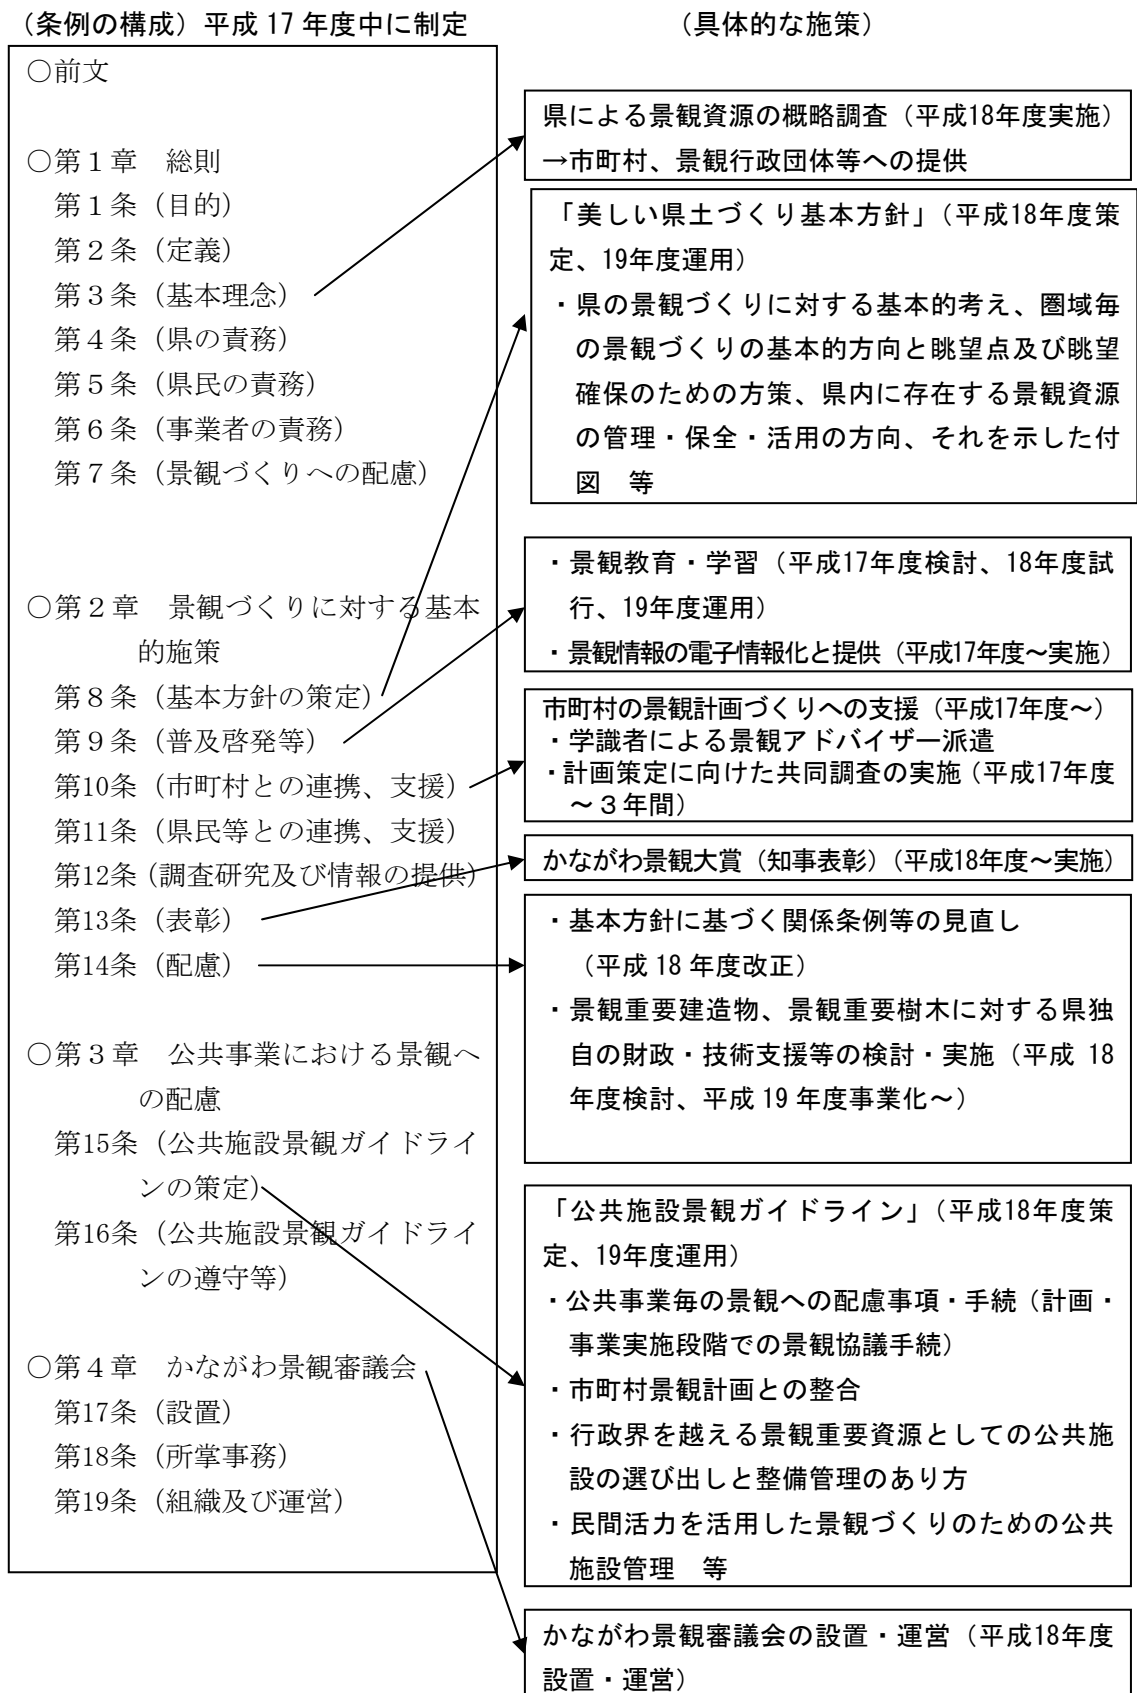 （条例の構成）平成 17 年度中に制定
○前文
○第１章　総則
第１条（目的）
第２条（定義）
第３条（基本理念）
第４条（県の責務）
第５条（県民の責務）
第６条（事業者の責務）
第７条（景観づくりへの配慮）
○第２章　景観づくりに対する基本
的施策
第８条（基本方針の策定）
第９条（普及啓発等）
第10条（市町村との連携、支援）
第11条（県民等との連携、支援）
第12条（調査研究及び情報の提供）
第13条（表彰）
第14条（配慮）
○第３章　公共事業における景観へ
の配慮
第15条（公共施設景観ガイドライ
ンの策定）
第16条（公共施設景観ガイドライ
ンの遵守等）
○第４章　かながわ景観審議会
第17条（設置）
第18条（所掌事務）
第19条（組織及び運営）
（具体的な施策）
県による景観資源の概略調査（平成18年度実施）
→市町村、景観行政団体等への提供
「美しい県土づくり基本方針」（平成18年度策
定、19年度運用）
・県の景観づくりに対する基本的考え、圏域毎
の景観づくりの基本的方向と眺望点及び眺望
確保のための方策、県内に存在する景観資源
の管理・保全・活用の方向、それを示した付
図　等
・景観教育・学習（平成17年度検討、18年度試
行、19年度運用）
・景観情報の電子情報化と提供（平成17年度～実施）
市町村の景観計画づくりへの支援（平成17年度～）
・学識者による景観アドバイザー派遣
・計画策定に向けた共同調査の実施（平成17年度
～３年間）
かながわ景観大賞（知事表彰）（平成18年度～実施）
・基本方針に基づく関係条例等の見直し
（平成 18 年度改正）
・景観重要建造物、景観重要樹木に対する県独
自の財政・技術支援等の検討・実施（平成 18
年度検討、平成 19 年度事業化～）
「公共施設景観ガイドライン」（平成18年度策
定、19年度運用）
・公共事業毎の景観への配慮事項・手続（計画・
事業実施段階での景観協議手続）
・市町村景観計画との整合
・行政界を越える景観重要資源としての公共施
設の選び出しと整備管理のあり方
・民間活力を活用した景観づくりのための公共
施設管理　等
かながわ景観審議会の設置・運営（平成18年度
設置・運営）